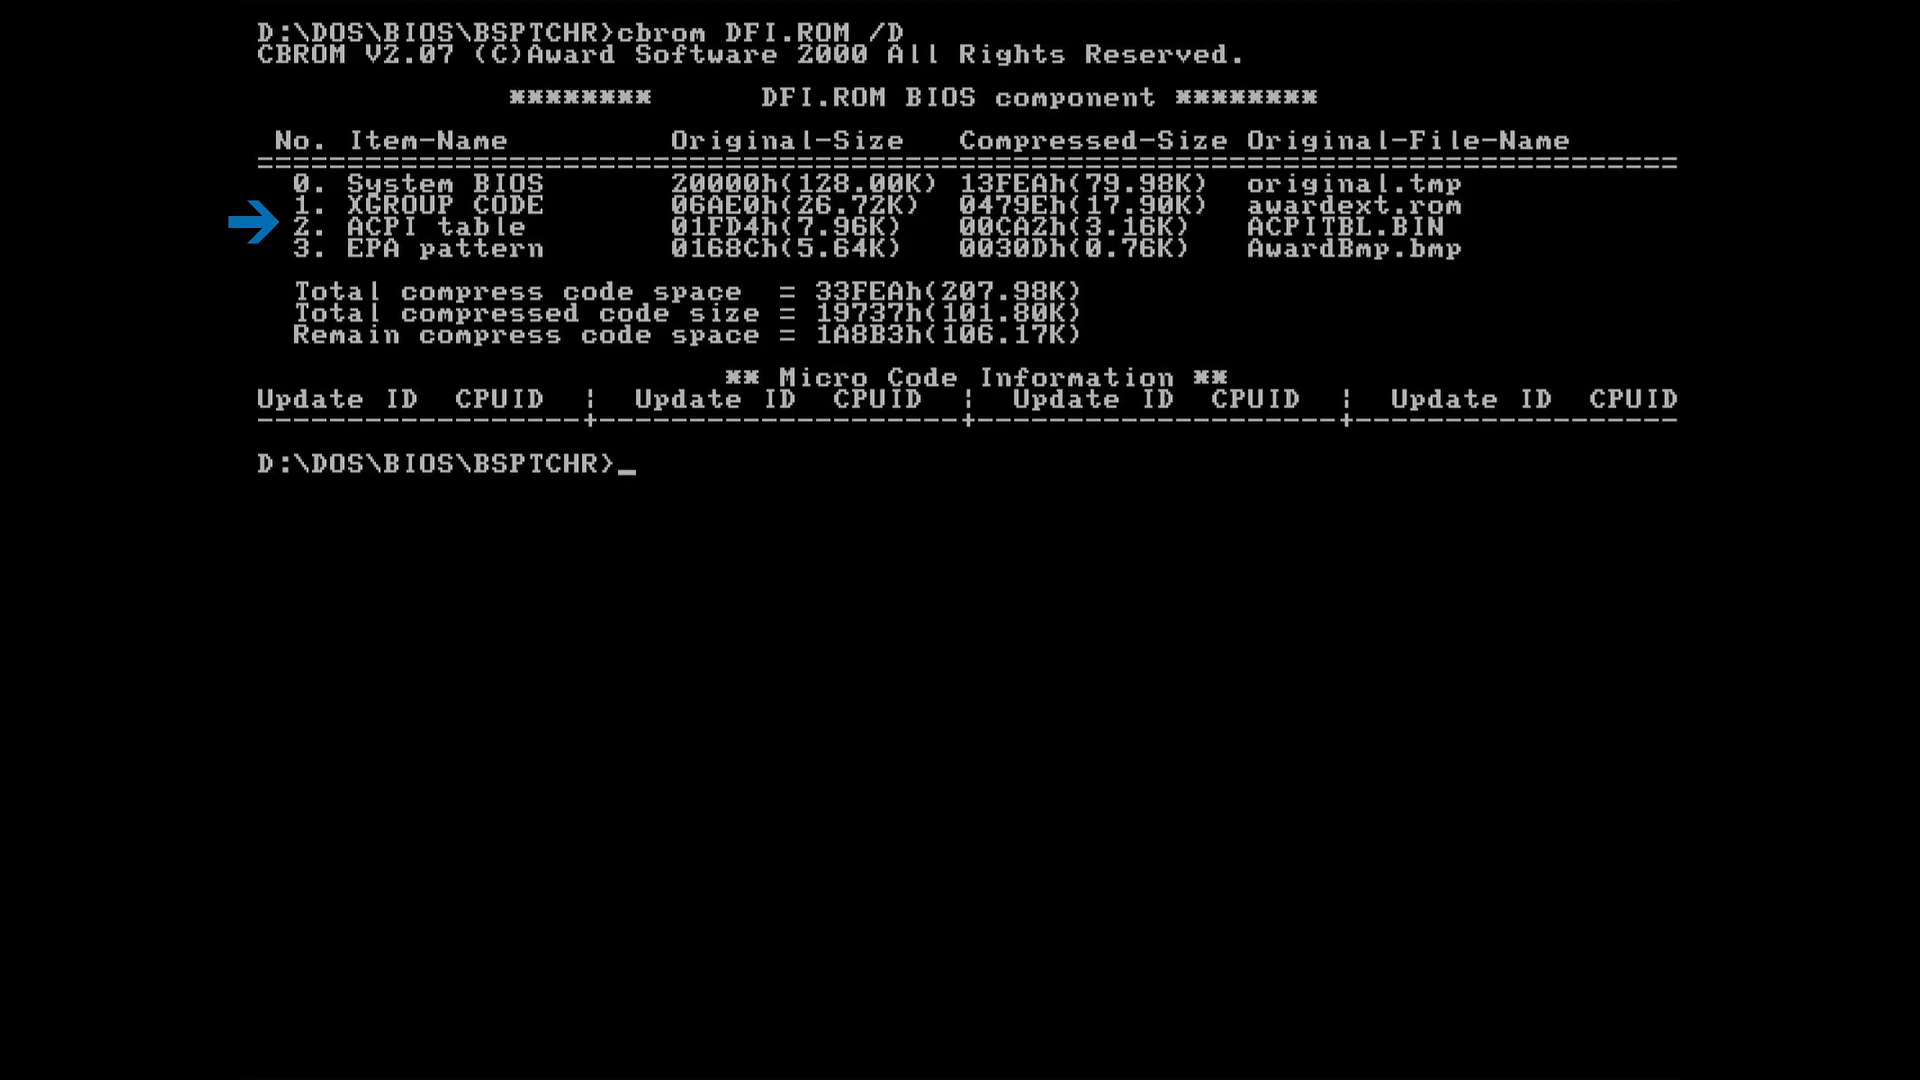 D:\DOS\BIOS\BSPTCHR>cbrom DFI.ROM /D
CBROM V2.07 (C)Award Software 2000 All Rights Reserved.
******** DFI.ROM BIOS component ********
No. Item-Name Original-Size Compressed-Size Original-File-Name
================================================================================
0. System BIOS 20000h(128.00K) 13FEAh(79.98K) original.tmp
1. XGROUP CODE 06AE0h(26.72K) 0479Eh(17.90K) awardext.rom
2. ACPI table 01FD4h(7.96K) 00CA2h(3.16K) ACPITBL.BIN
3. EPA pattern 0168Ch(5.64K) 0030Dh(0.76K) AwardBmp.bmp
Total compress code space = 33FEAh(207.98K)
Total compressed code size = 19737h(101.80K)
Remain compress code space = 1A8B3h(106.17K)
** Micro Code Information **
Update ID CPUID | Update ID CPUID | Update ID CPUID | Update ID CPUID
------------------+--------------------+--------------------+------------------
D:\DOS\BIOS\BSPTCHR>_